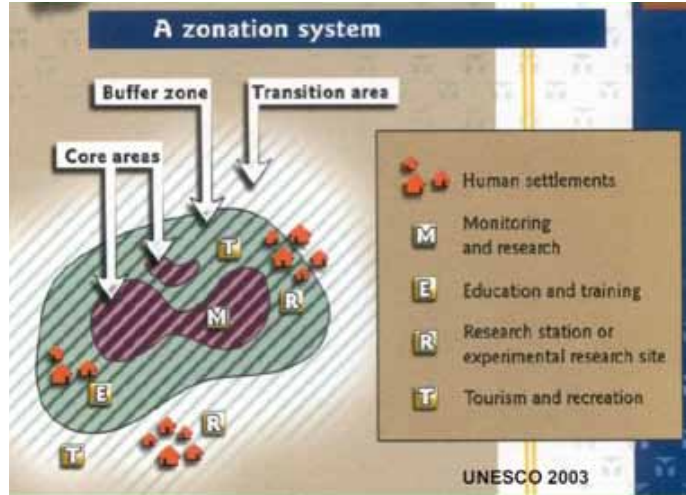 A zonation system
Buffer zone
Transition area
Core areas
Human settlements
M
Monitoring
and research
E
Education and training
R
Research station or
experimental research site
T
Tourism and recreation
T
R
M
E
R
T
UNESCO 2003